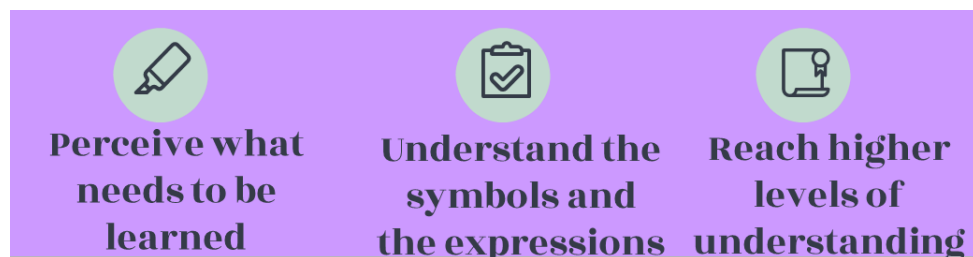 Perceive what
needs to be
learned
Understand the
symbols and
the expressions
Reach higher
levels of
understanding